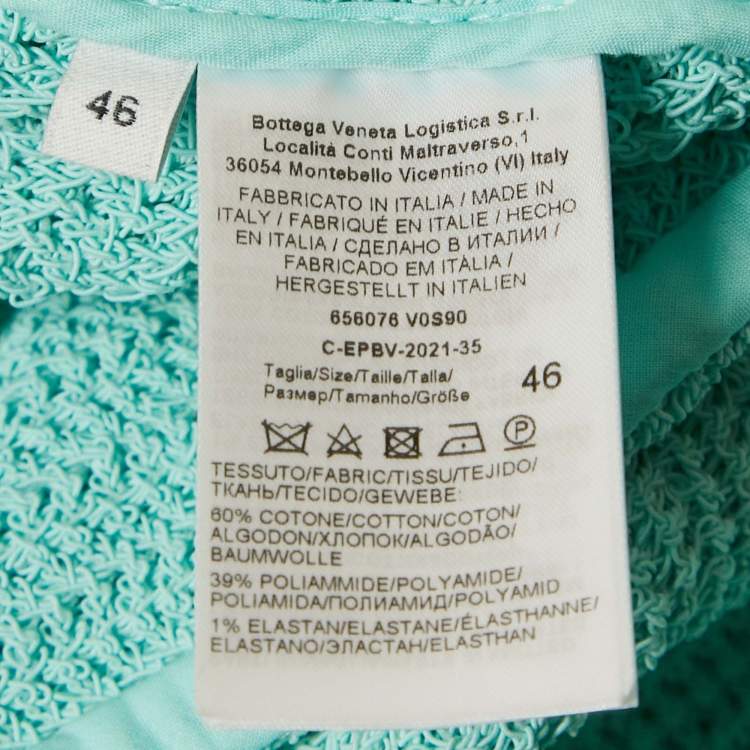 46
Bottega Veneta Logistica S.r.l.
Località Conti Maltraverso,1
36054 Montebello Vicentino (VI) Italy
FABBRICATO IN ITALIA / MADE IN
ITALY / FABRIQUÉ EN ITALIE / HECHO
EN ITALIA / СДЕЛАНО В ИТАЛИИ /
FABRICADO EM ITÀLIA /
HERGESTELLT IN ITALIEN
656076 V0S90
C-EPBV-2021-35
Taglia/Size/Taille/Talla/
Размер/Tamanho/Größe
46
P
TESSUTO/FABRIC/TISSU/TEJIDO/
ТКАНЬ/TECIDO/GEWEBE:
60% COTONE/COTTON/COTON/
ALGODON/ХЛОПОК/ALGODÃO/
BAUMWOLLE
39% POLIAMMIDE/POLYAMIDE/
POLIAMIDA/ПОЛИАМИД/POLYAMID
1% ELASTAN/ELASTANE/ÉLASTHANNE/
ELASTANO/ЭЛАСТАН/ELASTHAN